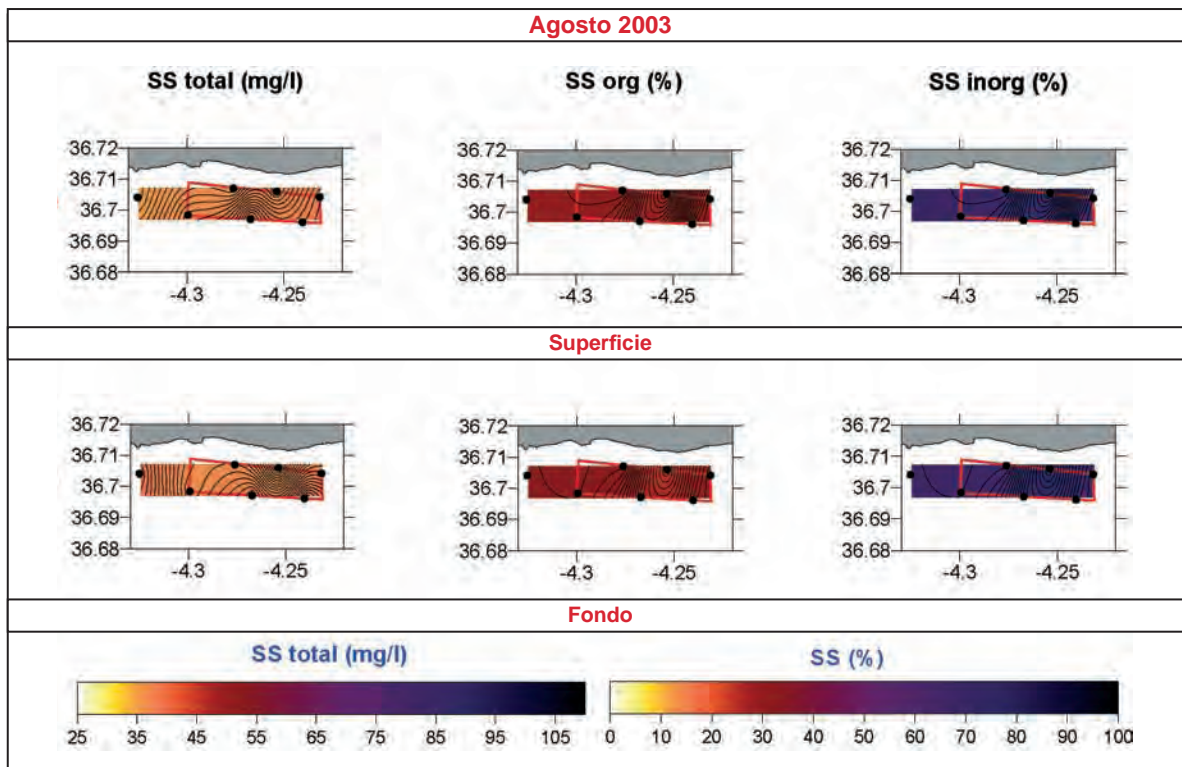 Agosto 2003
SS total (mg/l) SS org (%) SS inorg (%)
36.72 36.72 36.72
36.71 36.71 36.71
36.7 36.7 36.7
36.69 36.69 36.69
36.68 36.68 36.68
-4.3 -4.25 -4.3 -4.25 -4.3 -4.25
Superficie
36.72 36.72 36.72
36.71 36.71 36.71
36.7 36.7 36.7
36.69 36.69 36.69
36.68 36.68 36.68
-4.3 -4.25 -4.3 -4.25 -4.3 -4.25
Fondo
SS total (mg/l) SS (%)
25 35 45 55 65 75 85 95 105 0 10 20 30 40 50 60 70 80 90 100